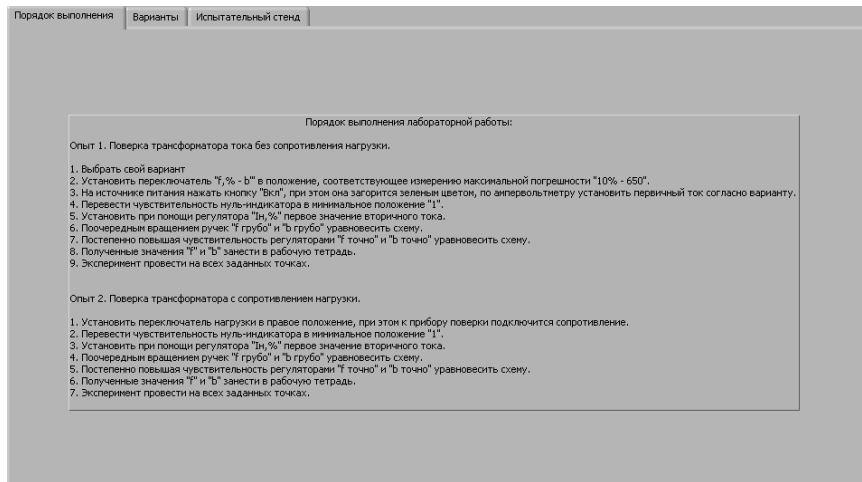 Порядок выполнения
Варианты
Испытательный стенд
Порядок выполнения лабораторной работы:
Опыт 1. Поверка трансформатора тока без сопротивления нагрузки.
1. Выбрать свой вариант
2. Установить переключатель "f,% - b'" в положение, соответствующее измерению максимальной погрешности "10% - 650".
3. На источнике питания нажать кнопку "Вкл", при этом она загорится зеленым цветом, по ампервольтметру установить первичный ток согласно варианту.
4. Перевести чувствительность нуль-индикатора в минимальное положение "1".
5. Установить при помощи регулятора "Iн,%" первое значение вторичного тока.
6. Поочередным вращением ручек "f грубо" и "b грубо" уравновесить схему.
7. Постепенно повышая чувствительность регуляторами "f точно" и "b точно" уравновесить схему.
8. Полученные значения "f" и "b" занести в рабочую тетрадь.
9. Эксперимент провести на всех заданных точках.
Опыт 2. Поверка трансформатора с сопротивлением нагрузки.
1. Установить переключатель нагрузки в правое положение, при этом к прибору поверки подключится сопротивление.
2. Перевести чувствительность нуль-индикатора в минимальное положение "1".
3. Установить при помощи регулятора "Iн,%" первое значение вторичного тока.
4. Поочередным вращением ручек "f грубо" и "b грубо" уравновесить схему.
5. Постепенно повышая чувствительность регуляторами "f точно" и "b точно" уравновесить схему.
6. Полученные значения "f" и "b" занести в рабочую тетрадь.
7. Эксперимент провести на всех заданных точках.